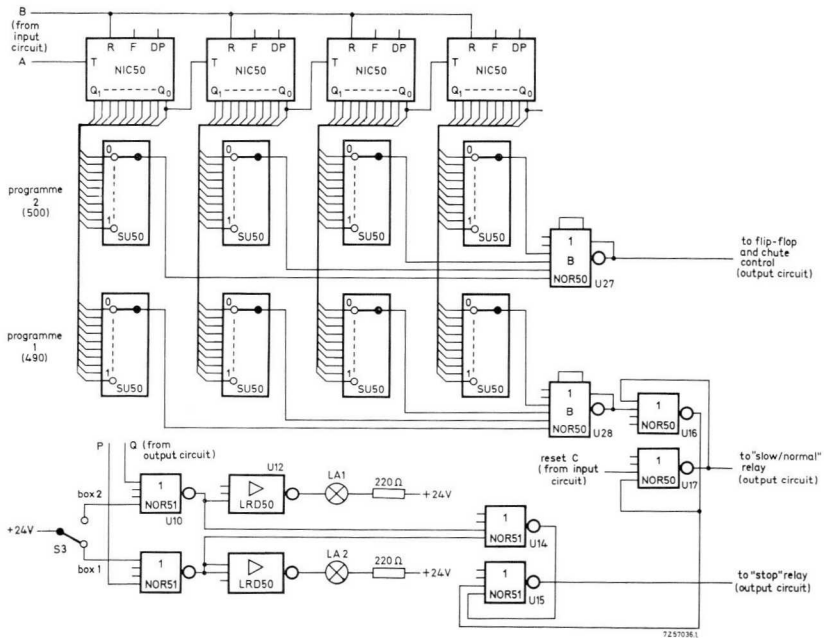 B
(from
input
circuit)
A
R F DP
T NIC50
Q1 Q0
R F DP
T NIC50
Q1 Q0
R F DP
T NIC50
Q1 Q0
R F DP
T NIC50
Q1 Q0
programme
2
(500)
0
1
SU50
0
1
SU50
0
1
SU50
0
1
SU50
1
B
NOR50
U27
to flip-flop
and chute
control
(output circuit)
programme
1
(490)
0
1
SU50
0
1
SU50
0
1
SU50
0
1
SU50
1
B
NOR50
U28
1
NOR50
U16
reset C
(from input
circuit)
1
NOR50
U17
to "slow/normal"
relay
(output circuit)
P Q (from
output circuit)
box 2
1
NOR51
U10
U12
LRD50
LA1
220Ω
+24V
+24V
S3
box 1
1
NOR51
LRD50
LA2
220Ω
+24V
1
NOR51
U14
1
NOR51
U15
to "stop" relay
(output circuit)
7Z57036.1